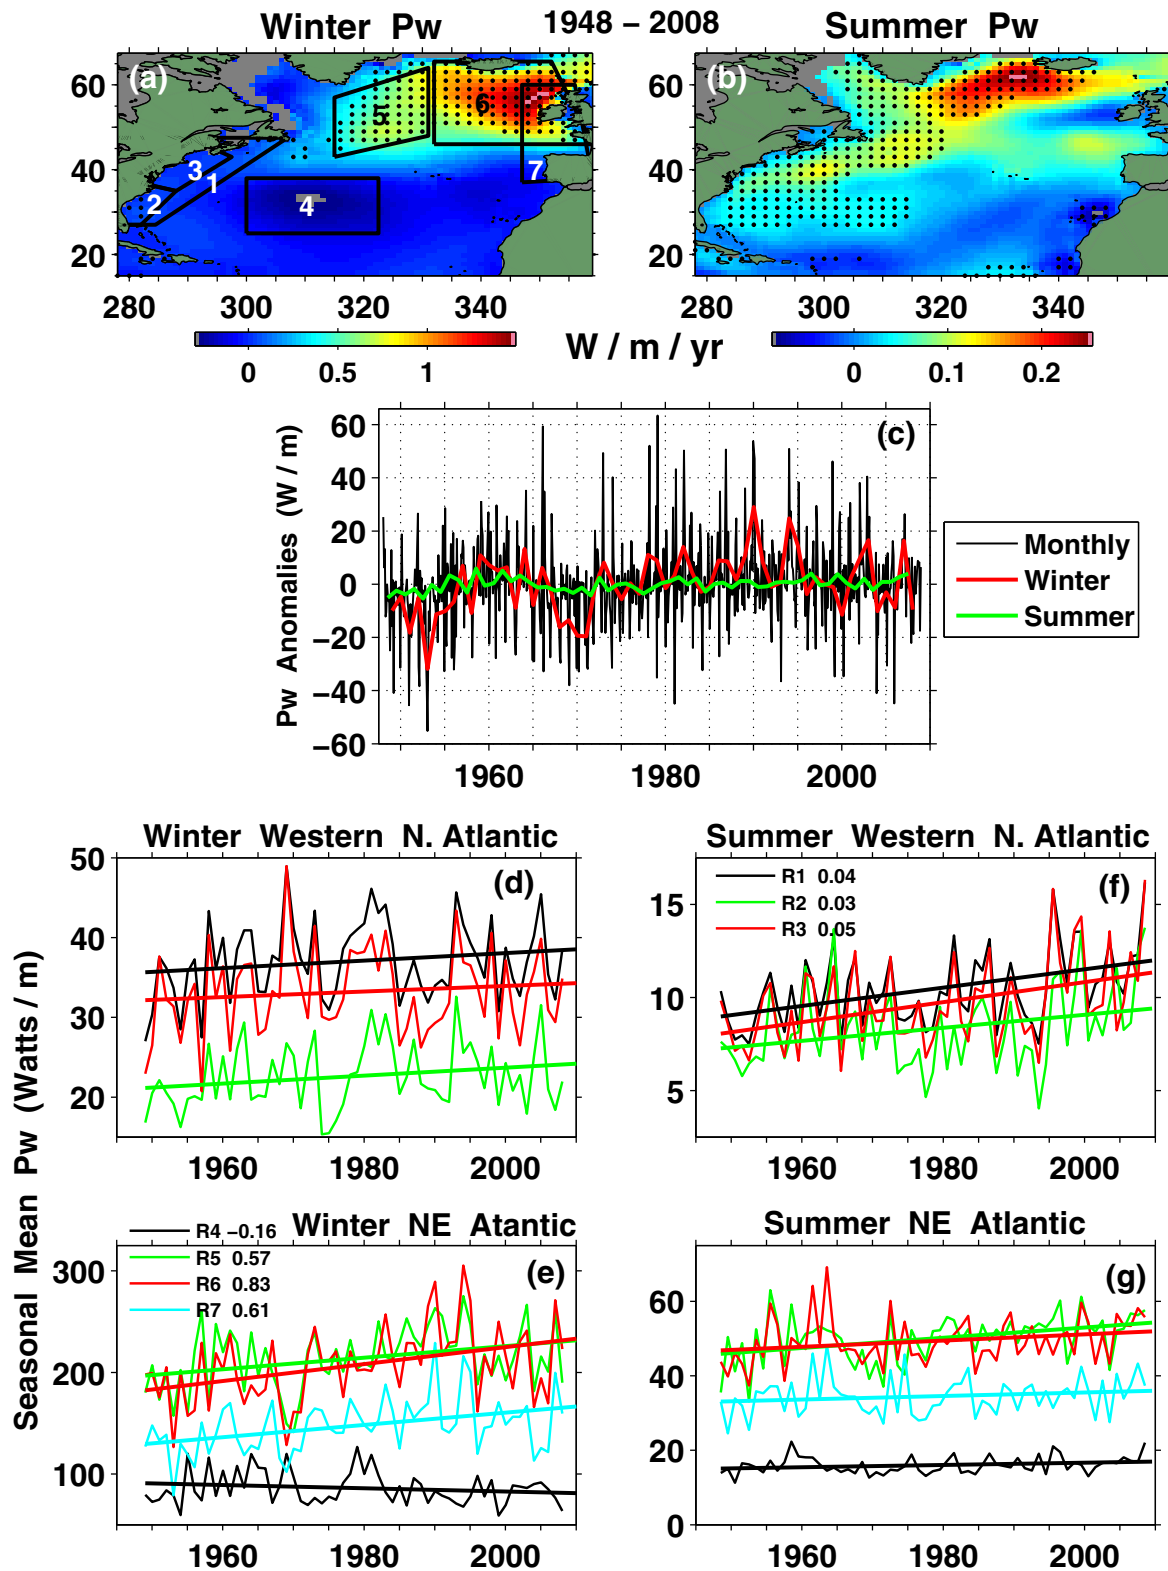 Winter Pw 1948 – 2008 Summer Pw
(a) 60 40 20
280 300 320 340
1 2 3 4 5 6 7
0 0.5 1
W / m / yr
(b) 60 40 20
280 300 320 340
0 0.1 0.2
Pw Anomalies (W / m)
(c)
60
40
20
0
−20
−40
−60
1960 1980 2000
Monthly
Winter
Summer
Seasonal Mean Pw (Watts / m)
Winter Western N. Atlantic
(d)
50
40
30
20
1960 1980 2000
Summer Western N. Atlantic
R1 0.04
R2 0.03
R3 0.05
(f)
15
10
5
1960 1980 2000
R4 −0.16
Winter NE Atantic
R5 0.57
R6 0.83
R7 0.61
(e)
300
200
100
1960 1980 2000
Summer NE Atlantic
(g)
60
40
20
0
1960 1980 2000